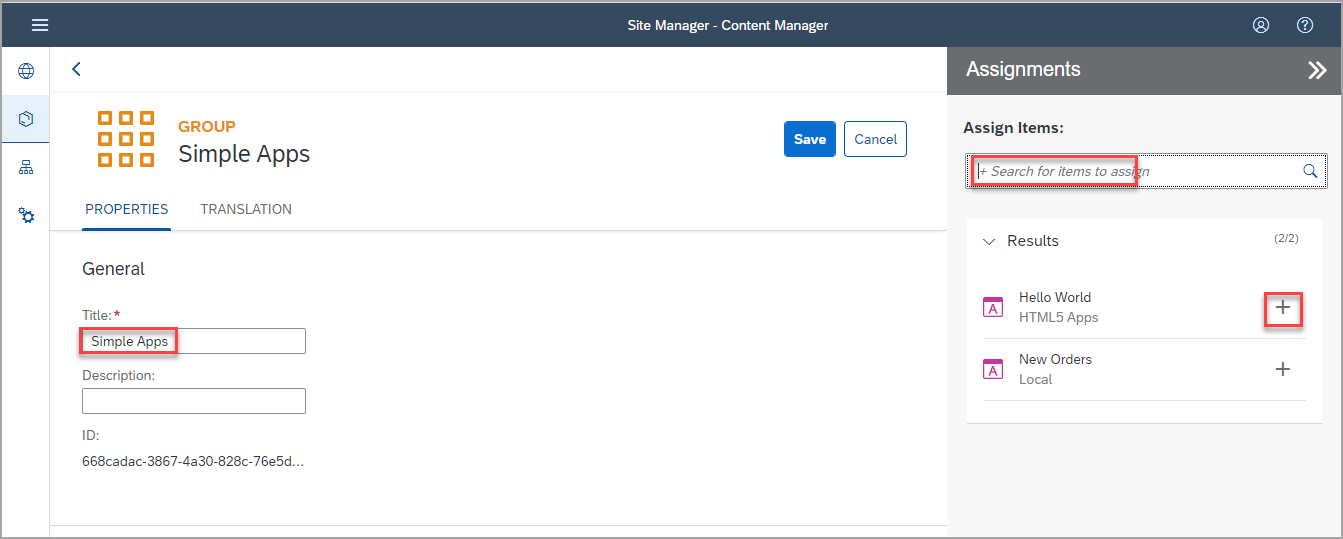 Site Manager - Content Manager
Assignments
GROUP
Simple Apps
Save
Cancel
PROPERTIES
TRANSLATION
General
Title:*
Simple Apps
Description:
ID:
668cadac-3867-4a30-828c-76e5d...
Assign Items:
+ Search for items to assign
Results
(2/2)
A
Hello World
HTML5 Apps
A
New Orders
Local